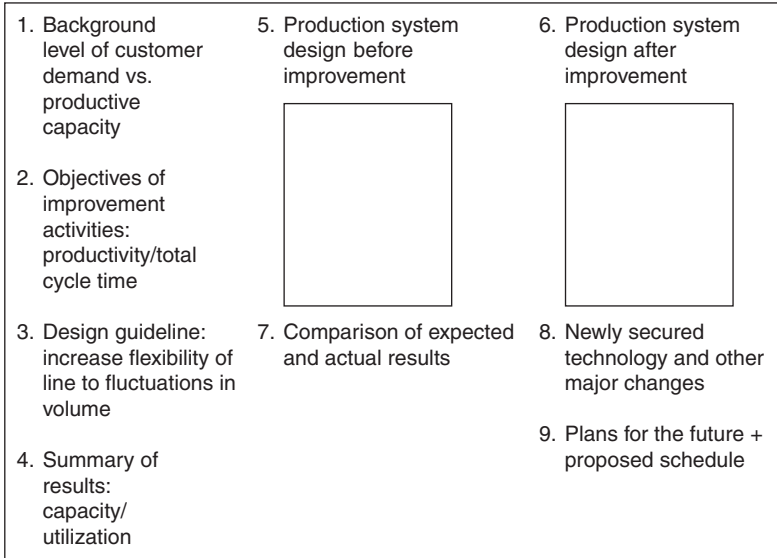 1. Background
level of customer
demand vs.
productive
capacity
2. Objectives of
improvement
activities:
productivity/total
cycle time
3. Design guideline:
increase flexibility of
line to fluctuations in
volume
4. Summary of
results:
capacity/
utilization
5. Production system
design before
improvement
7. Comparison of expected
and actual results
6. Production system
design after
improvement
8. Newly secured
technology and other
major changes
9. Plans for the future +
proposed schedule